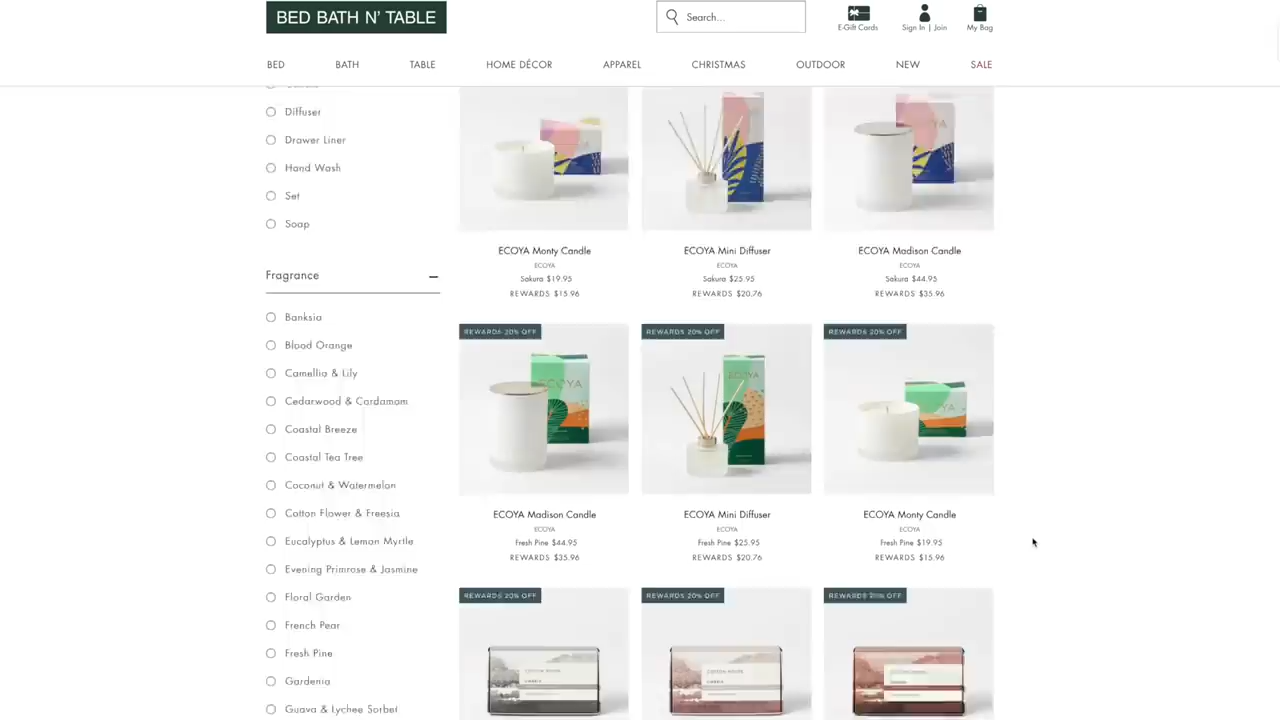 BED BATH N' TABLE
Search...
E-Gift Cards
Sign In | Join
My Bag
BED
BATH
TABLE
HOME DÉCOR
APPAREL
CHRISTMAS
OUTDOOR
NEW
SALE
Diffuser
Drawer Liner
Hand Wash
Set
Soap
Fragrance
Banksia
Blood Orange
Camellia & Lily
Cedarwood & Cardamom
Coastal Breeze
Coastal Tea Tree
Coconut & Watermelon
Cotton Flower & Freesia
Eucalyptus & Lemon Myrtle
Evening Primrose & Jasmine
Floral Garden
French Pear
Fresh Pine
Gardenia
Guava & Lychee Sorbet
ECOYA Monty Candle
ECOYA
Sakura $19.95
REWARDS $15.96
ECOYA Mini Diffuser
ECOYA
Sakura $25.95
REWARDS $20.76
ECOYA Madison Candle
ECOYA
Sakura $44.95
REWARDS $35.96
REWARDS 20% OFF
ECOYA
ECOYA Madison Candle
ECOYA
Fresh Pine $44.95
REWARDS $35.96
REWARDS 20% OFF
ECOYA
ECOYA Mini Diffuser
ECOYA
Fresh Pine $25.95
REWARDS $20.76
REWARDS 20% OFF
ECOYA Monty Candle
ECOYA
Fresh Pine $19.95
REWARDS $15.96
REWARDS 20% OFF
REWARDS 20% OFF
REWARDS 20% OFF